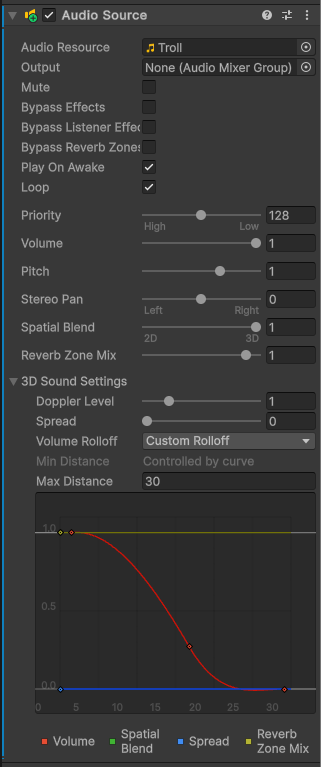 Audio Source
Audio Resource Troll
Output None (Audio Mixer Group)
Mute
Bypass Effects
Bypass Listener Effec
Bypass Reverb Zones
Play On Awake
Loop
Priority 128
High Low
Volume 1
Pitch 1
Stereo Pan 0
Left Right
Spatial Blend 1
2D 3D
Reverb Zone Mix 1
3D Sound Settings
Doppler Level 1
Spread 0
Volume Rolloff Custom Rolloff
Min Distance Controlled by curve
Max Distance 30
1.0
0.5
0.0
0 5 10 15 20 25 30
Volume Spatial Blend Spread Reverb Zone Mix